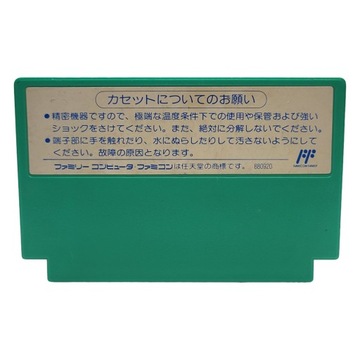 カセットについてのお願い
●精密機器ですので、極端な温度条件下での使用や保管および強い
ショックをさけてください。また、絶対に分解しないでください。
●端子部に手を触れたり、水にぬらしたりして汚さないようにして
ください。故障の原因となります。
ファミリーコンピュータ・ファミコンは任天堂の商標です。 880920